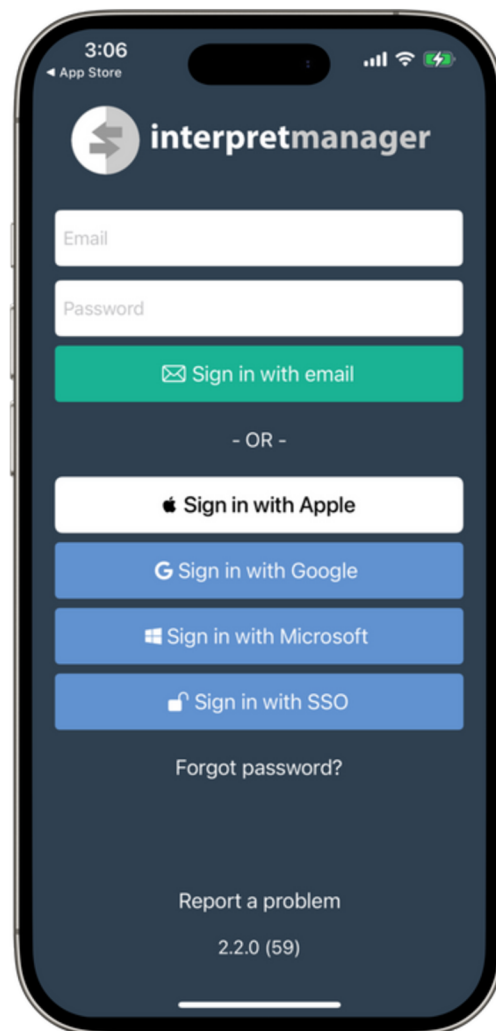 3:06
App Store
interpretmanager
Email
Password
Sign in with email
- OR -
Sign in with Apple
G Sign in with Google
Sign in with Microsoft
Sign in with SSO
Forgot password?
Report a problem
2.2.0 (59)